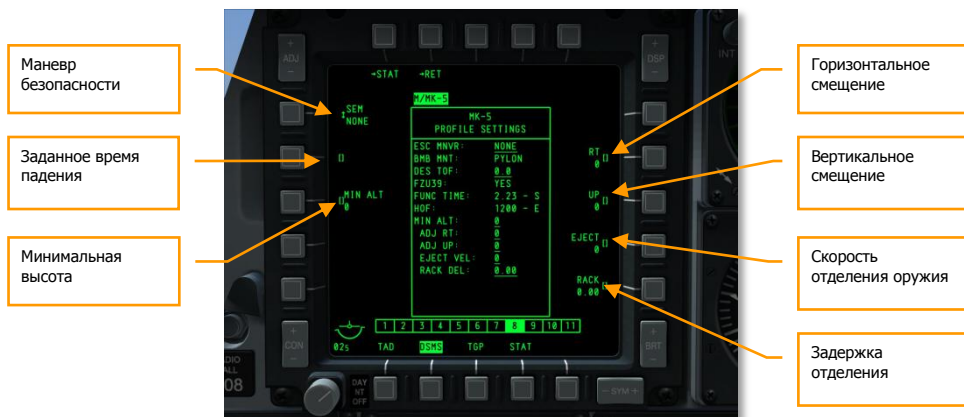 Маневр
безопасности
Заданное время
падения
Минимальная
высота
ADJ
DSP
INT
→STAT →RET
M/MK-5
SEM
NONE
[]
[] MIN ALT
0
MK-5
PROFILE SETTINGS
ESC MNVR: NONE
BMB MNT: PYLON
DES TOF: 0.0
FZU39: YES
FUNC TIME: 2.23 - S
HOF: 1200 - E
MIN ALT: 0
ADJ RT: 0
ADJ UP: 0
EJECT VEL: 0
RACK DEL: 0.00
RT []
0
UP []
0
EJECT []
0
RACK []
0.00
1 2 3 4 5 6 7 8 9 10 11
02s TAD DSMS TGP STAT
CON
BRT
DAY
NT
OFF
- SYM +
DIO
ALL
08
Горизонтальное
смещение
Вертикальное
смещение
Скорость
отделения оружия
Задержка
отделения